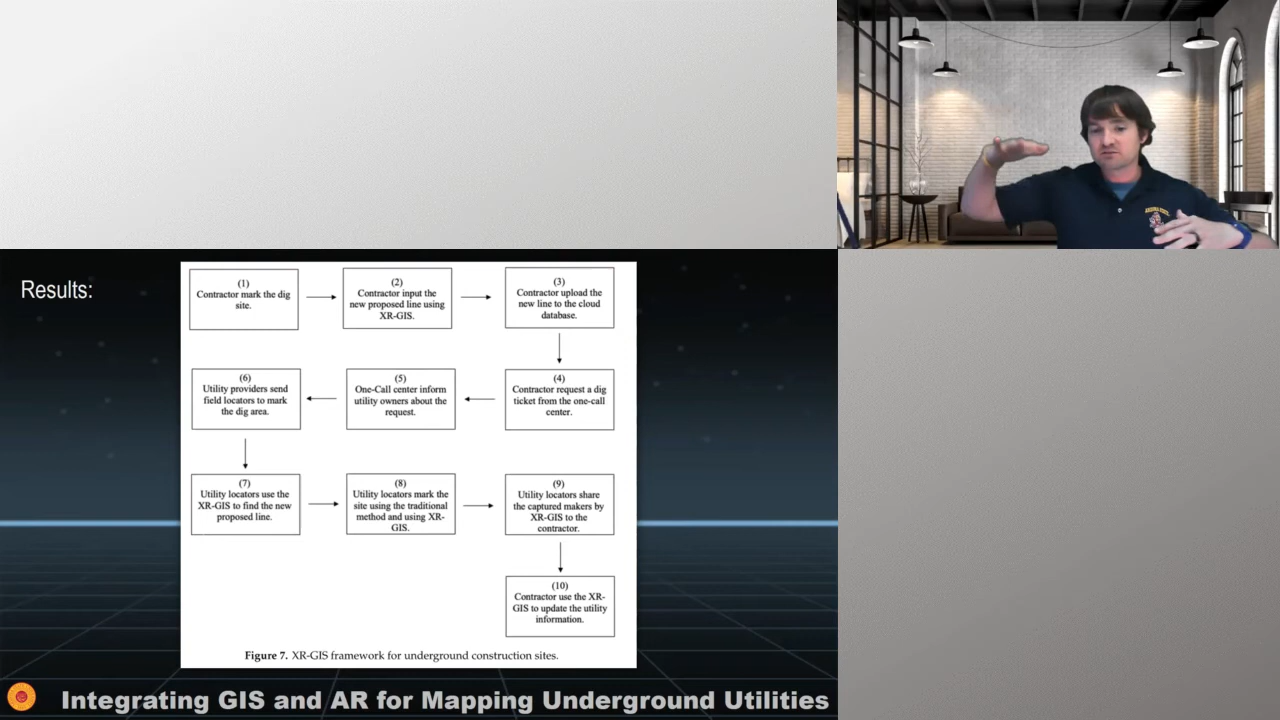 Results:
(1)
Contractor mark the dig
site.
(2)
Contractor input the
new proposed line using
XR-GIS.
(3)
Contractor upload the
new line to the cloud
database.
(6)
Utility providers send
field locators to mark
the dig area.
(5)
One-Call center inform
utility owners about the
request.
(4)
Contractor request a dig
ticket from the one-call
center.
(7)
Utility locators use the
XR-GIS to find the new
proposed line.
(8)
Utility locators mark the
site using the traditional
method and using XR-
GIS.
(9)
Utility locators share
the captured makers by
XR-GIS to the
contractor.
(10)
Contractor use the XR-
GIS to update the utility
information.
Figure 7. XR-GIS framework for underground construction sites.
Integrating GIS and AR for Mapping Underground Utilities